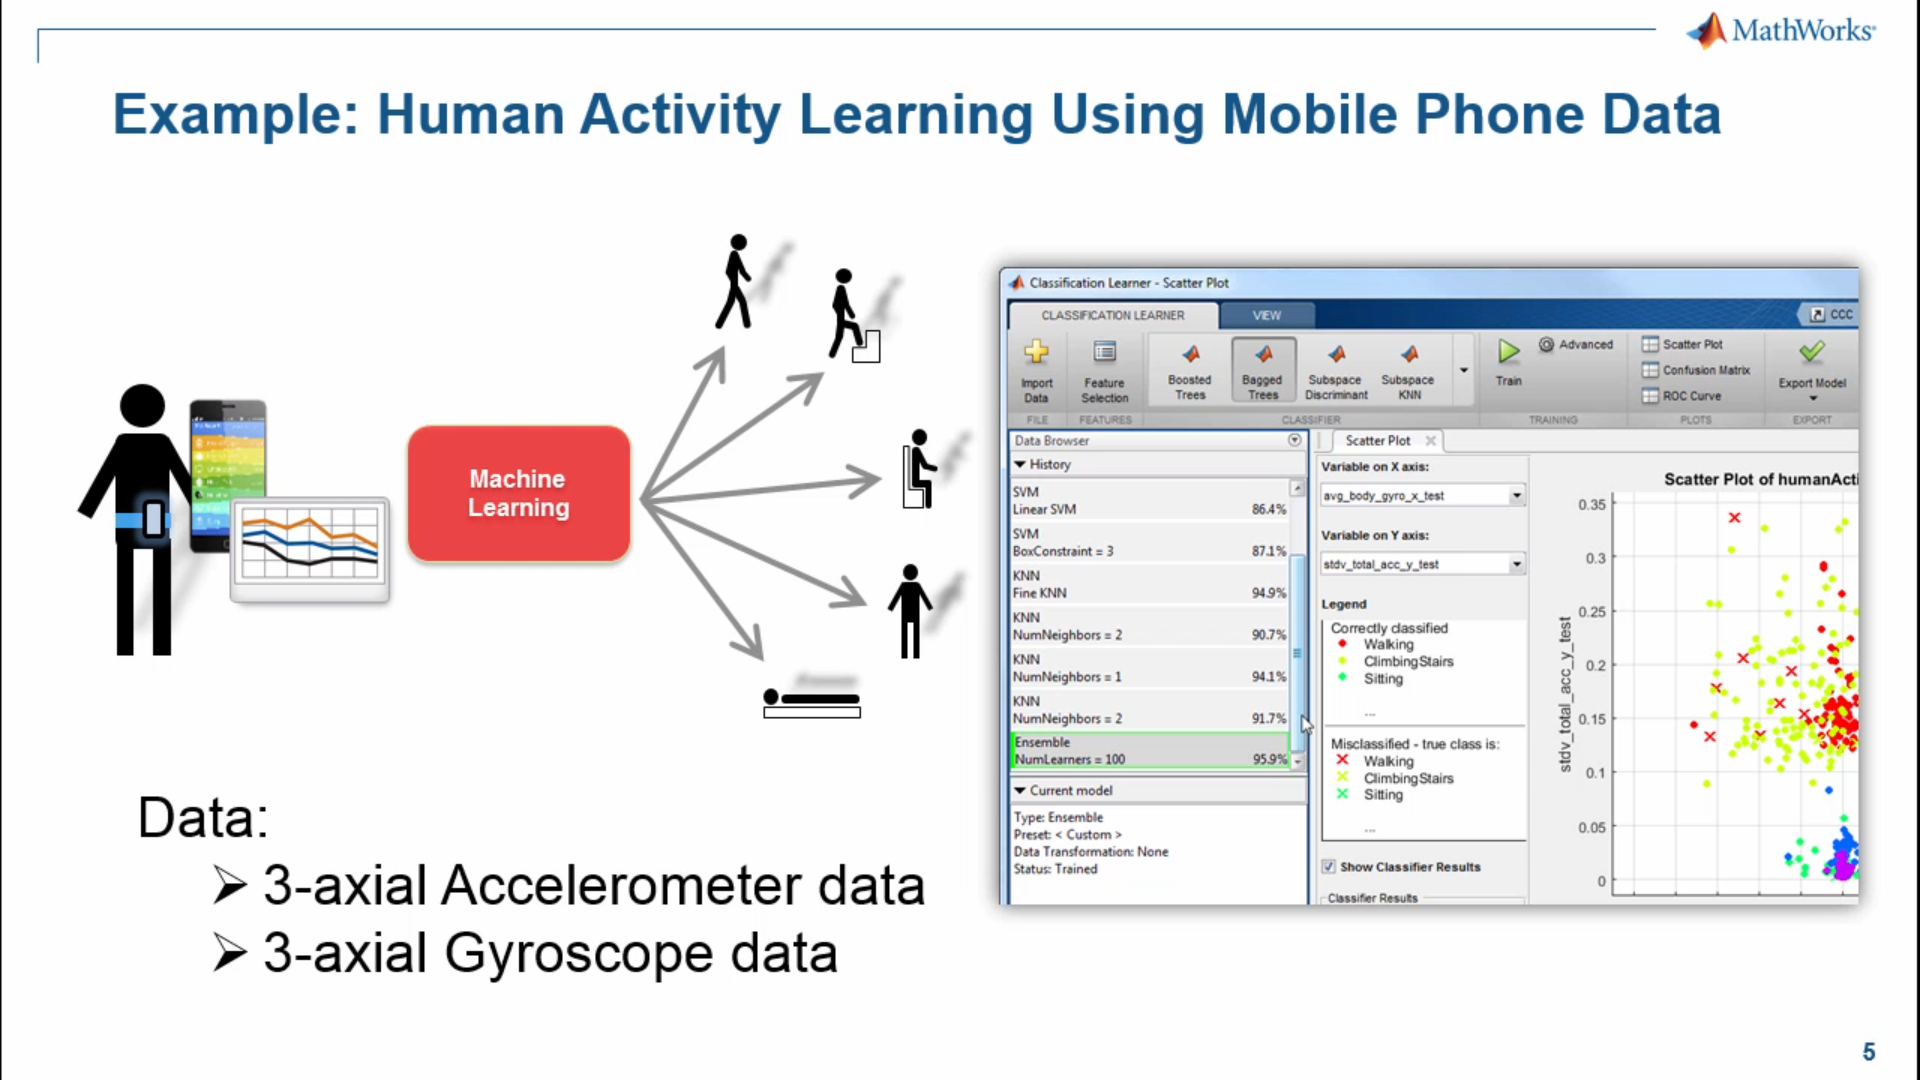 MathWorks®
Example: Human Activity Learning Using Mobile Phone Data
Machine
Learning
Data:
3-axial Accelerometer data
3-axial Gyroscope data
Classification Learner - Scatter Plot
CLASSIFICATION LEARNER
VIEW
CCC
Import
Data
Feature
Selection
Boosted
Trees
Bagged
Trees
Subspace
Discriminant
Subspace
KNN
Train
Advanced
Scatter Plot
Confusion Matrix
ROC Curve
Export Model
FILE
FEATURES
CLASSIFIER
TRAINING
PLOTS
EXPORT
Data Browser
History
SVM
Linear SVM 86.4%
SVM
BoxConstraint = 3 87.1%
KNN
Fine KNN 94.9%
KNN
NumNeighbors = 2 90.7%
KNN
NumNeighbors = 1 94.1%
KNN
NumNeighbors = 2 91.7%
Ensemble
NumLearners = 100 95.9%
Current model
Type: Ensemble
Preset: < Custom >
Data Transformation: None
Status: Trained
Scatter Plot
Variable on X axis:
avg_body_gyro_x_test
Variable on Y axis:
stdv_total_acc_y_test
Legend
Correctly classified
Walking
ClimbingStairs
Sitting
...
Misclassified - true class is:
Walking
ClimbingStairs
Sitting
...
Show Classifier Results
Classifier Results
Scatter Plot of humanActi
stdv_total_acc_y_test
0.35
0.3
0.25
0.2
0.15
0.1
0.05
0
5